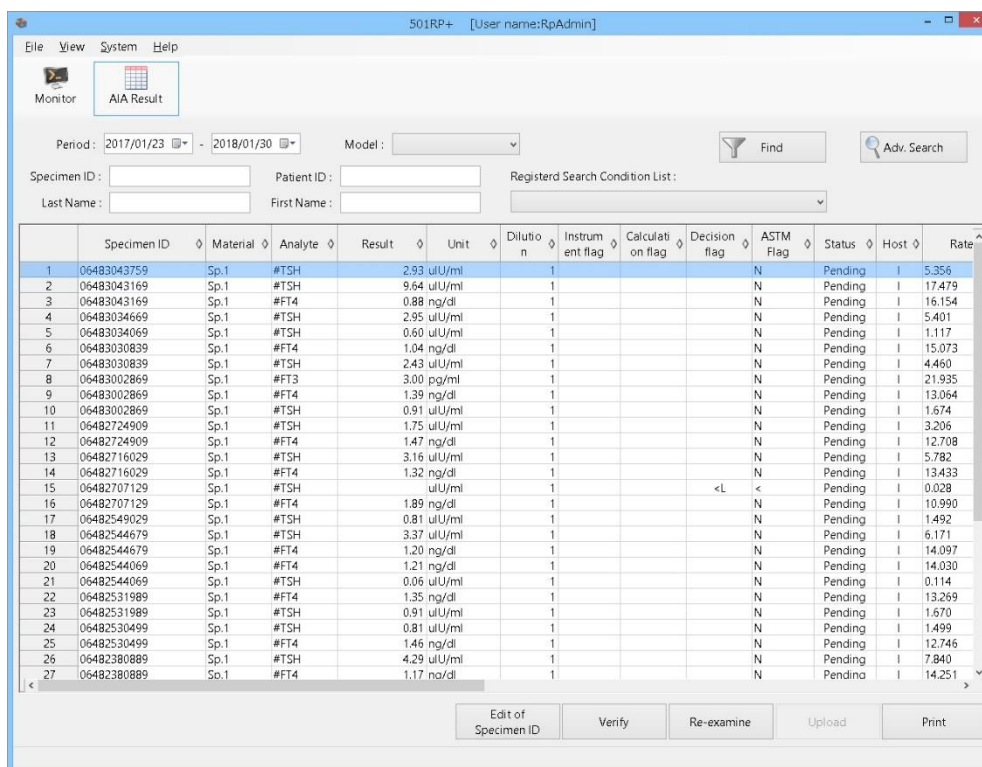 501RP+ [User name:RpAdmin]
File View System Help
Monitor AIA Result
Period : 2017/01/23 - 2018/01/30 Model : Find Adv. Search
Specimen ID : Patient ID : Registerd Search Condition List :
Last Name : First Name :
Specimen ID Material Analyte Result Unit Dilutio n Instrum ent flag Calculati on flag Decision flag ASTM Flag Status Host Rate
1 06483043759 Sp.1 #TSH 2.93 uIU/ml 1 N Pending I 5.356
2 06483043169 Sp.1 #TSH 9.64 uIU/ml 1 N Pending I 17.479
3 06483043169 Sp.1 #FT4 0.88 ng/dl 1 N Pending I 16.154
4 06483034669 Sp.1 #TSH 2.95 uIU/ml 1 N Pending I 5.401
5 06483034069 Sp.1 #TSH 0.60 uIU/ml 1 N Pending I 1.117
6 06483030839 Sp.1 #FT4 1.04 ng/dl 1 N Pending I 15.073
7 06483030839 Sp.1 #TSH 2.43 uIU/ml 1 N Pending I 4.460
8 06483002869 Sp.1 #FT3 3.00 pg/ml 1 N Pending I 21.935
9 06483002869 Sp.1 #FT4 1.39 ng/dl 1 N Pending I 13.064
10 06483002869 Sp.1 #TSH 0.91 uIU/ml 1 N Pending I 1.674
11 06482724909 Sp.1 #TSH 1.75 uIU/ml 1 N Pending I 3.206
12 06482724909 Sp.1 #FT4 1.47 ng/dl 1 N Pending I 12.708
13 06482716029 Sp.1 #TSH 3.16 uIU/ml 1 N Pending I 5.782
14 06482716029 Sp.1 #FT4 1.32 ng/dl 1 N Pending I 13.433
15 06482707129 Sp.1 #TSH uIU/ml 1 <L < Pending I 0.028
16 06482707129 Sp.1 #FT4 1.89 ng/dl 1 N Pending I 10.990
17 06482549029 Sp.1 #TSH 0.81 uIU/ml 1 N Pending I 1.492
18 06482544679 Sp.1 #TSH 3.37 uIU/ml 1 N Pending I 6.171
19 06482544679 Sp.1 #FT4 1.20 ng/dl 1 N Pending I 14.097
20 06482544069 Sp.1 #FT4 1.21 ng/dl 1 N Pending I 14.030
21 06482544069 Sp.1 #TSH 0.06 uIU/ml 1 N Pending I 0.114
22 06482531989 Sp.1 #FT4 1.35 ng/dl 1 N Pending I 13.269
23 06482531989 Sp.1 #TSH 0.91 uIU/ml 1 N Pending I 1.670
24 06482530499 Sp.1 #TSH 0.81 uIU/ml 1 N Pending I 1.499
25 06482530499 Sp.1 #FT4 1.46 ng/dl 1 N Pending I 12.746
26 06482380889 Sp.1 #TSH 4.29 uIU/ml 1 N Pending I 7.840
27 06482380889 Sp.1 #FT4 1.17 ng/dl 1 N Pending I 14.251
Edit of Specimen ID Verify Re-examine Upload Print